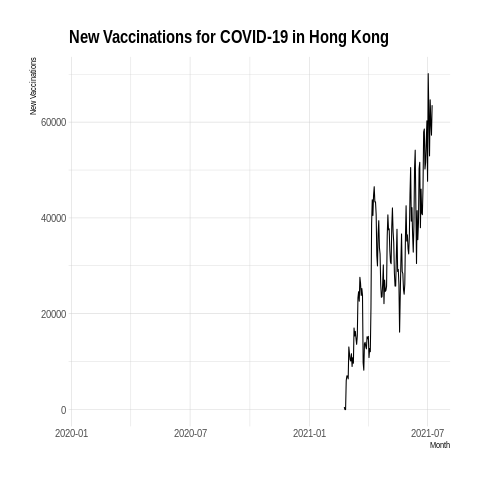 New Vaccinations for COVID-19 in Hong Kong
New Vaccinations
60000
40000
20000
0
2020-01 2020-07 2021-01 2021-07
Month